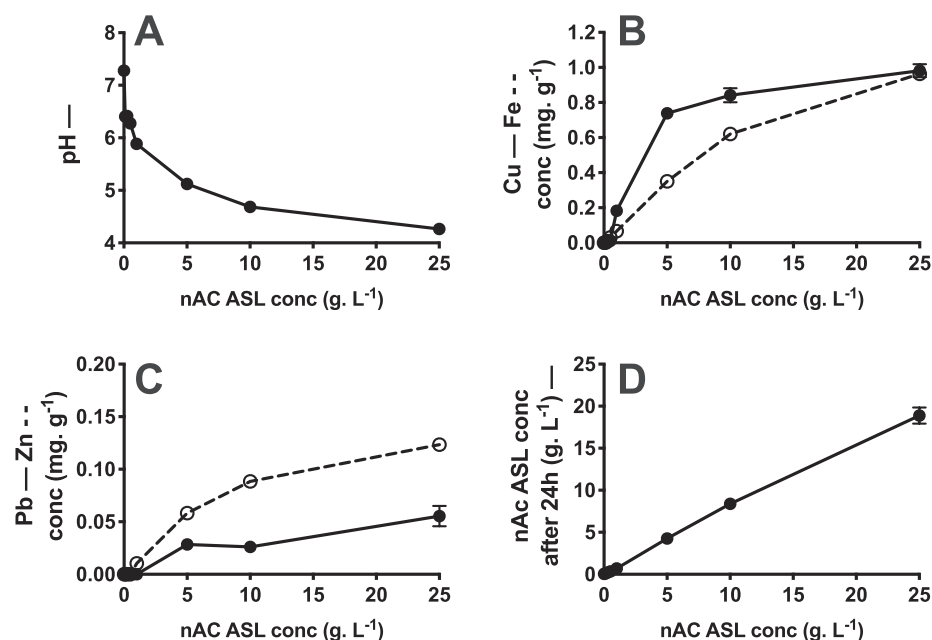 A
pH —
8
7
6
5
4
0 5 10 15 20 25
nAC ASL conc (g. L-1)
B
Cu — Fe - -
conc (mg. g-1)
1.2
1.0
0.8
0.6
0.4
0.2
0.0
0 5 10 15 20 25
nAC ASL conc (g. L-1)
C
Pb — Zn - -
conc (mg. g-1)
0.20
0.15
0.10
0.05
0.00
0 5 10 15 20 25
nAC ASL conc (g. L-1)
D
nAc ASL conc
after 24h (g. L-1) —
25
20
15
10
5
0
0 5 10 15 20 25
nAC ASL conc (g. L-1)